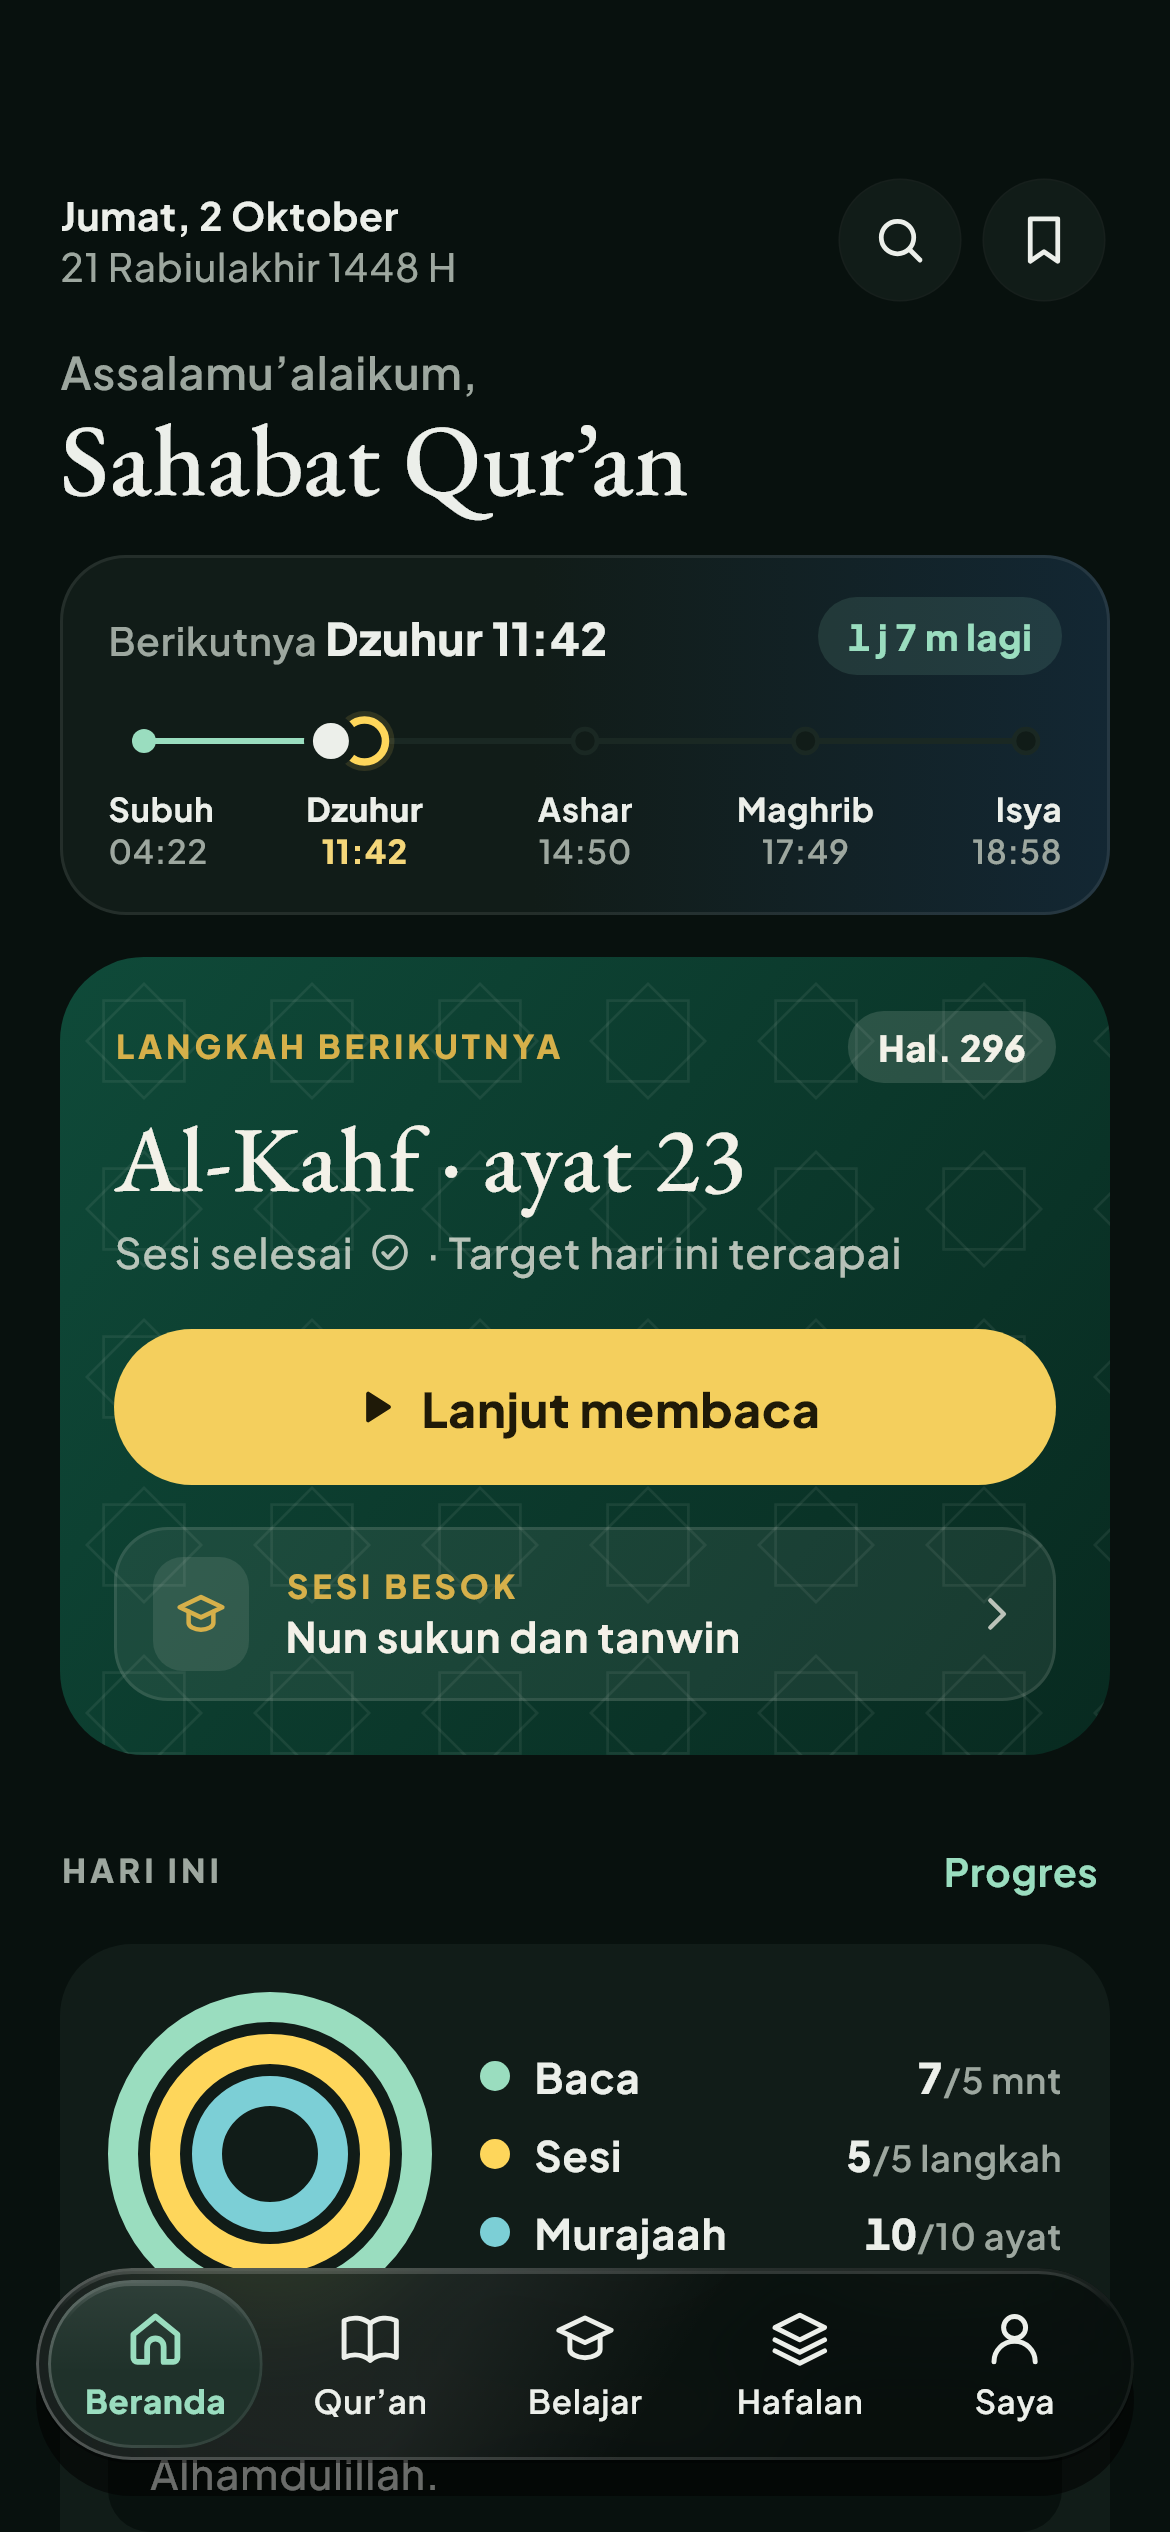 Jumat, 2 Oktober
21 Rabiulakhir 1448 H
Assalamu’alaikum,
Sahabat Qur’an
Berikutnya Dzuhur 11:42
1 j 7 m lagi
Subuh Dzuhur Ashar Maghrib Isya
04:22 11:42 14:50 17:49 18:58
LANGKAH BERIKUTNYA
Hal. 296
Al-Kahf · ayat 23
Sesi selesai · Target hari ini tercapai
Lanjut membaca
SESI BESOK
Nun sukun dan tanwin
HARI INI
Progres
Baca 7/5 mnt
Sesi 5/5 langkah
Murajaah 10/10 ayat
Beranda Qur’an Belajar Hafalan Saya
Alhamdulillah.